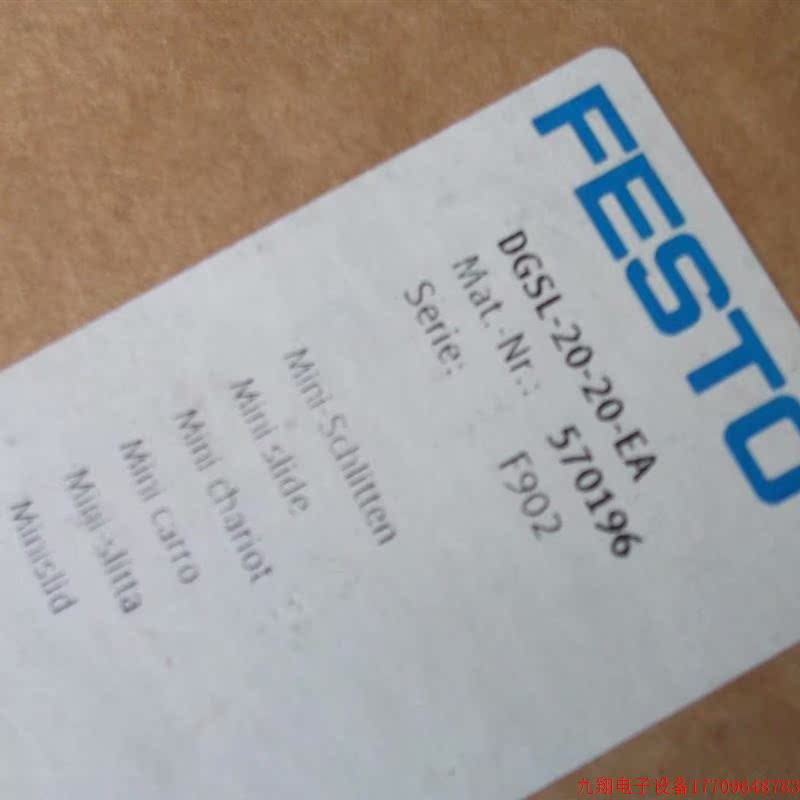 FESTO
DGSL-20-20-EA
Mat.-Nr.: 570196
Serie: F902
Mini-Schlitten
Mini slide
Mini chariot
Mini carro
Mini-slitta
Minislid
九翔电子设备17709648783